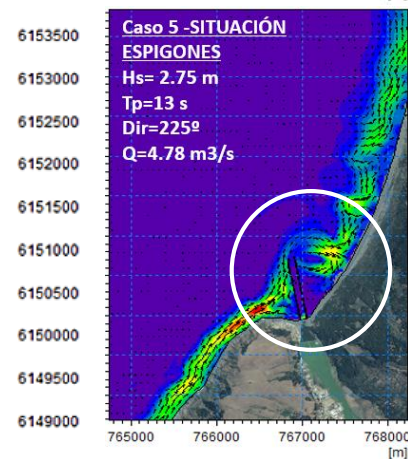 Caso 5 -SITUACIÓN
ESPIGONES
Hs= 2.75 m
Tp=13 s
Dir=225º
Q=4.78 m3/s
6153500
6153000
6152500
6152000
6151500
6151000
6150500
6150000
6149500
6149000
765000 766000 767000 768000
[m]